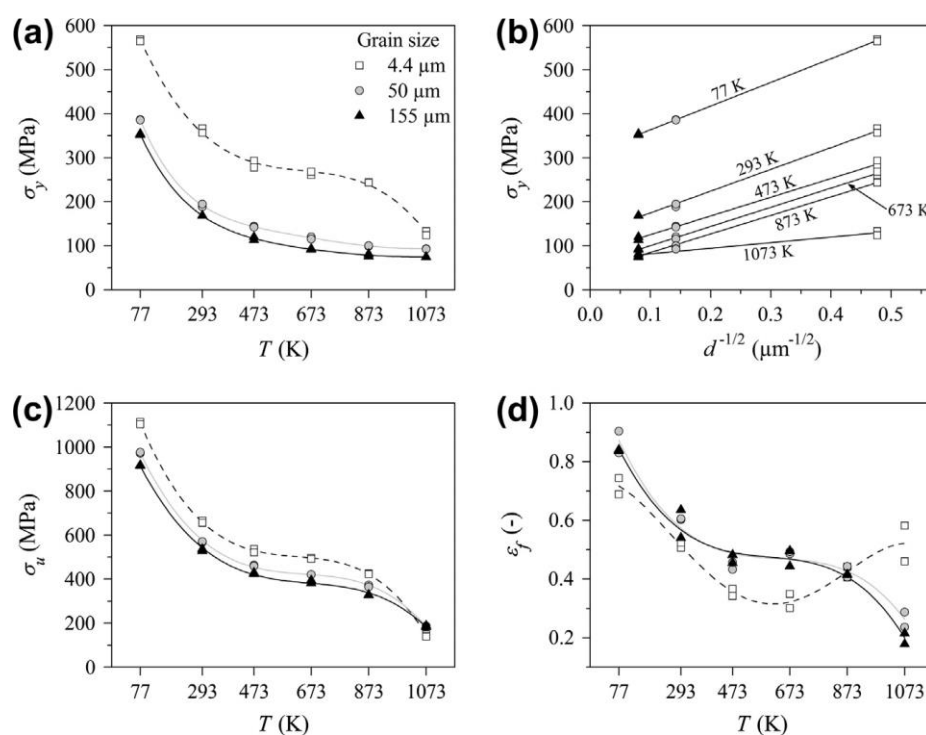 (a)
600
500
400
300
200
100
0
σy (MPa)
77 293 473 673 873 1073
T (K)
Grain size
4.4 μm
50 μm
155 μm
(b)
600
500
400
300
200
100
0
σy (MPa)
77 K
293 K
473 K
673 K
873 K
1073 K
0.0 0.1 0.2 0.3 0.4 0.5
d^-1/2 (μm^-1/2)
(c)
1200
1000
800
600
400
200
0
σu (MPa)
77 293 473 673 873 1073
T (K)
(d)
1.0
0.8
0.6
0.4
0.2
εf (-)
77 293 473 673 873 1073
T (K)